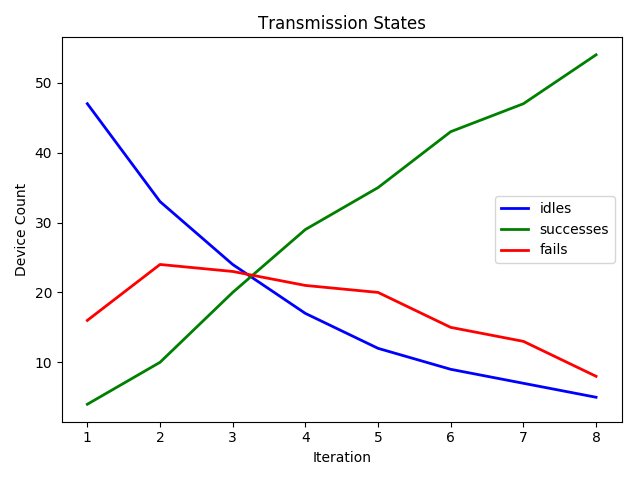 Transmission States
Device Count
50
40
30
20
10
idles
successes
fails
1 2 3 4 5 6 7 8
Iteration